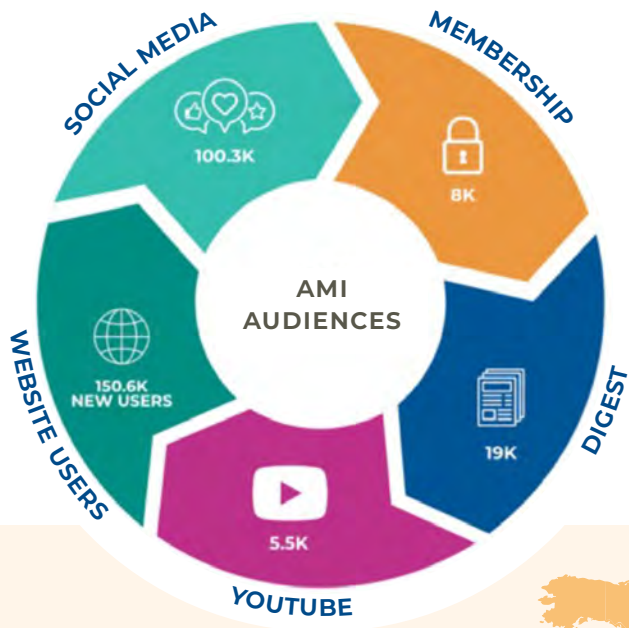 SOCIAL MEDIA
100.3K
MEMBERSHIP
8K
AMI
AUDIENCES
DIGEST
19K
YOUTUBE
5.5K
WEBSITE USERS
150.6K
NEW USERS